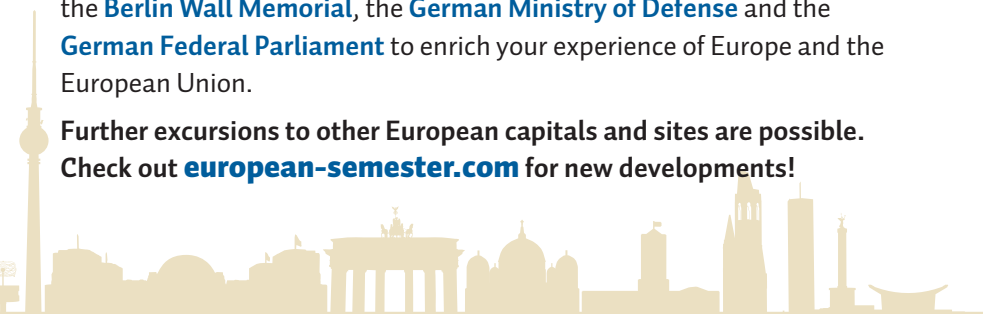 the Berlin Wall Memorial, the German Ministry of Defense and the
German Federal Parliament to enrich your experience of Europe and the
European Union.
Further excursions to other European capitals and sites are possible.
Check out european-semester.com for new developments!